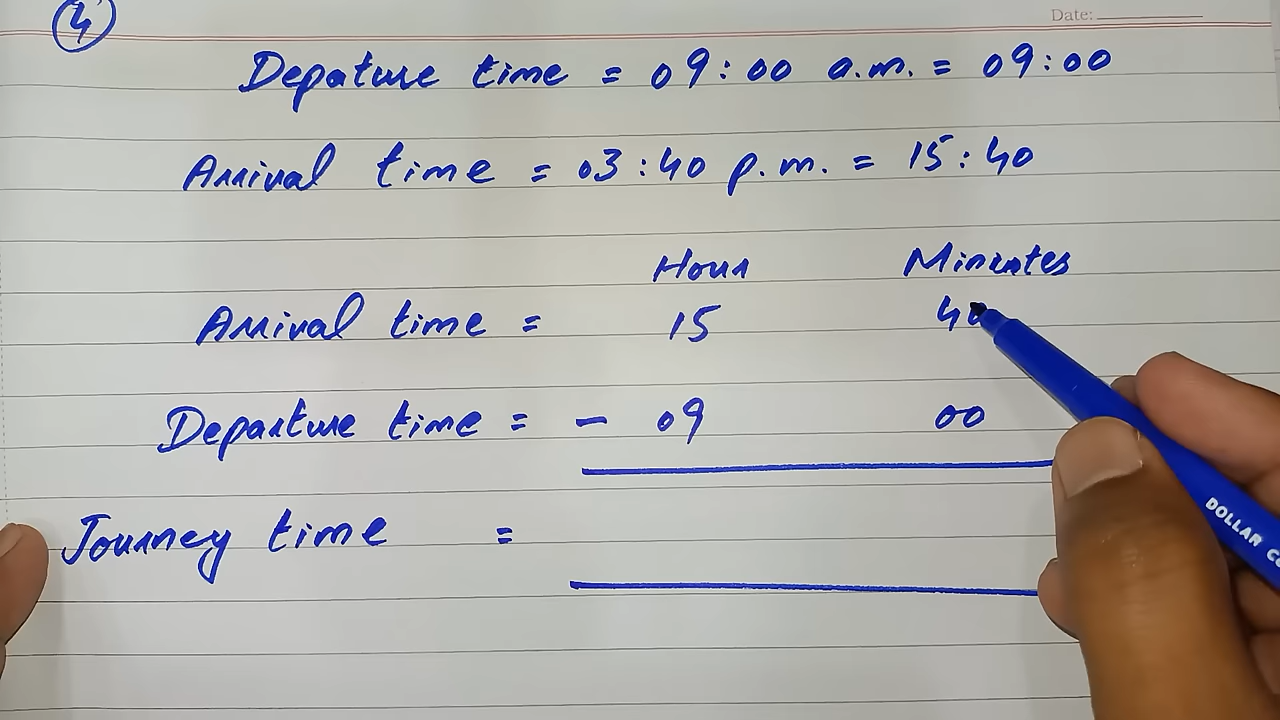 4
Date:
Depature time = 09:00 a.m. = 09:00
Arrival time = 03:40 p.m. = 15:40
Hour Minutes
Arrival time = 15 40
Departure time = - 09 00
Journey time =
DOLLAR